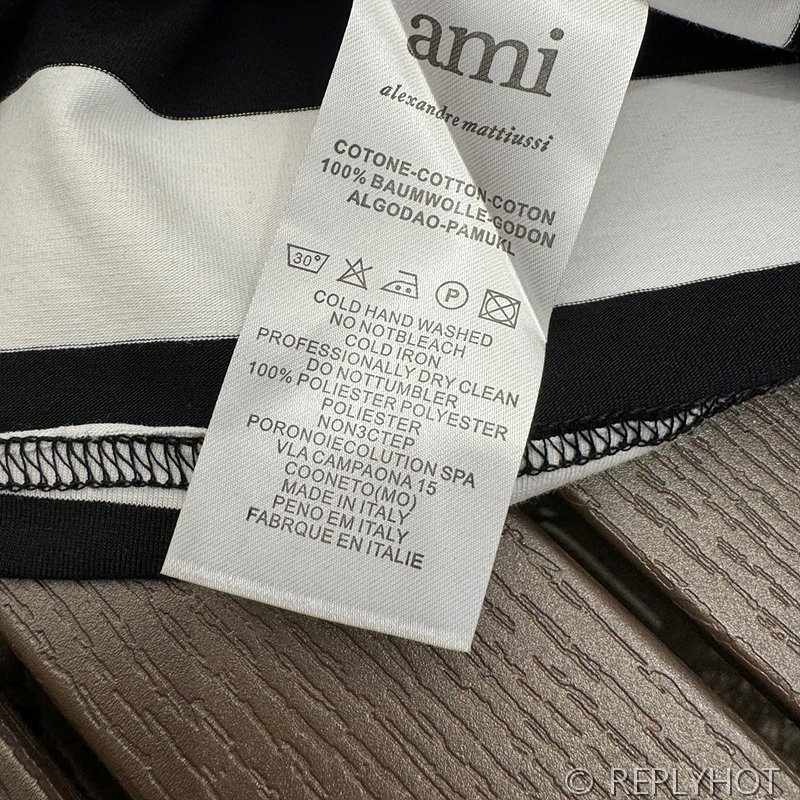 ami
alexandre mattiussi
COTONE-COTTON-COTON
100% BAUMWOLLE-GODON
ALGODAO-PAMUKL
30° P
COLD HAND WASHED
NO NOTBLEACH
COLD IRON
PROFESSIONALLY DRY CLEAN
DO NOTTUMBLER
100% POLIESTER POLYESTER
POLIESTER
NON3CTEP
PORONOIECOLUTION SPA
VLA CAMPAONA 15
COONETO(MO)
MADE IN ITALY
PENO EM ITALY
FABRQUE EN ITALIE
© REPLYHOT